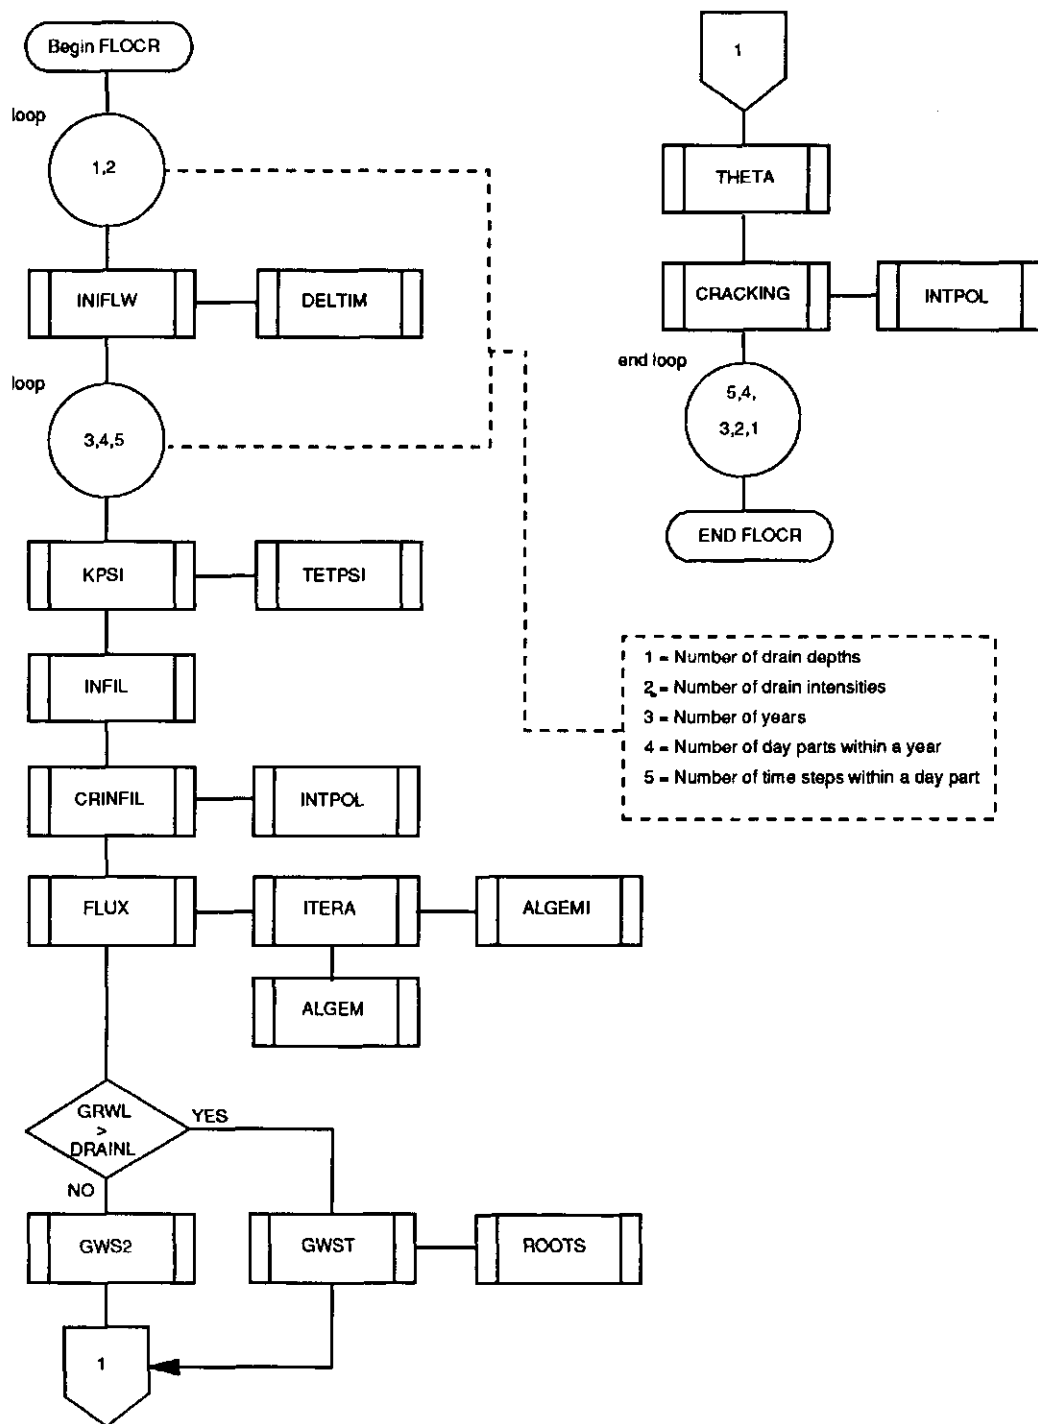 Begin FLOCR
loop
1,2
INIFLW
DELTIM
loop
3,4,5
KPSI
TETPSI
INFIL
CRINFIL
INTPOL
FLUX
ITERA
ALGEMI
ALGEM
GRWL
>
DRAINL
YES
NO
GWS2
GWST
ROOTS
1
1
THETA
CRACKING
INTPOL
end loop
5,4,
3,2,1
END FLOCR
1 = Number of drain depths
2 = Number of drain intensities
3 = Number of years
4 = Number of day parts within a year
5 = Number of time steps within a day part